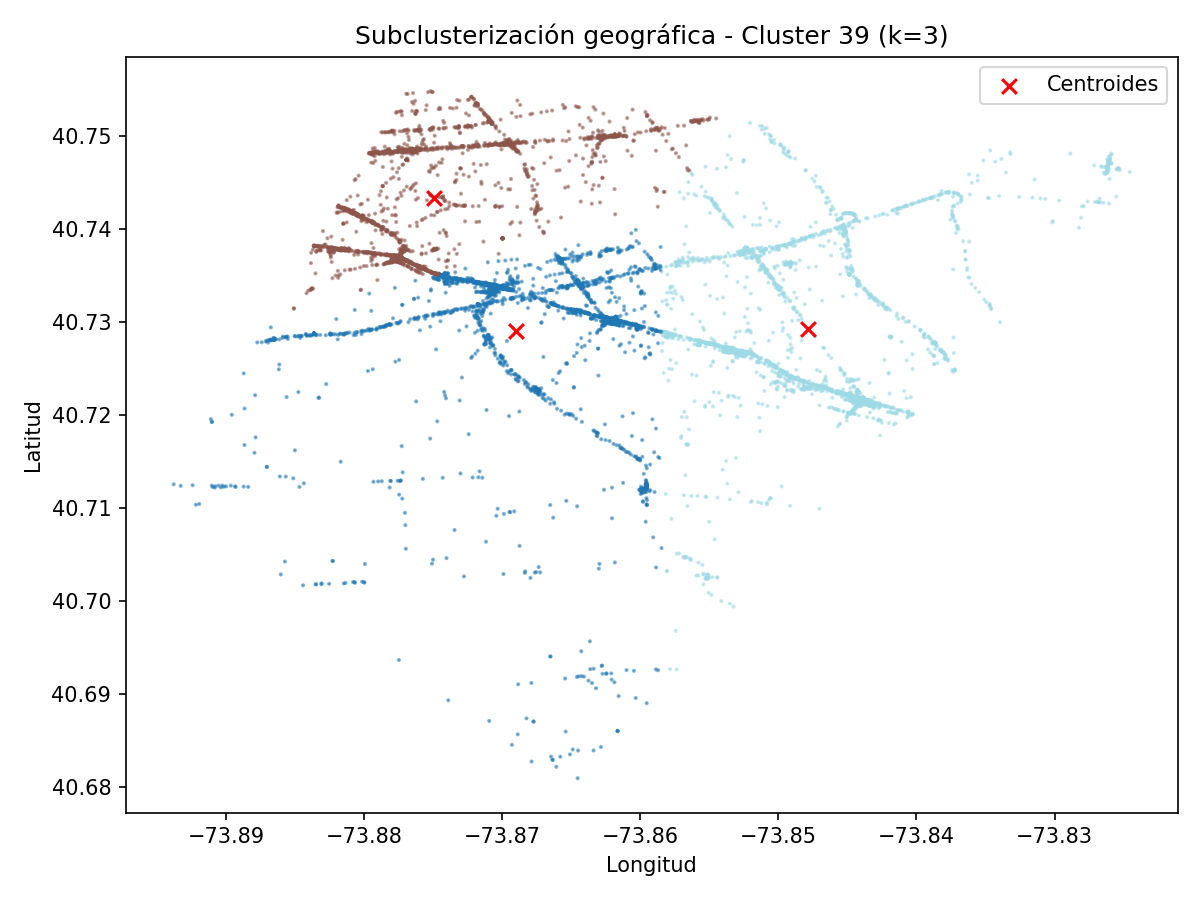 Subclusterización geográfica - Cluster 39 (k=3)
Centroides
40.75
40.74
40.73
40.72
40.71
40.70
40.69
40.68
Latitud
−73.89 −73.88 −73.87 −73.86 −73.85 −73.84 −73.83
Longitud